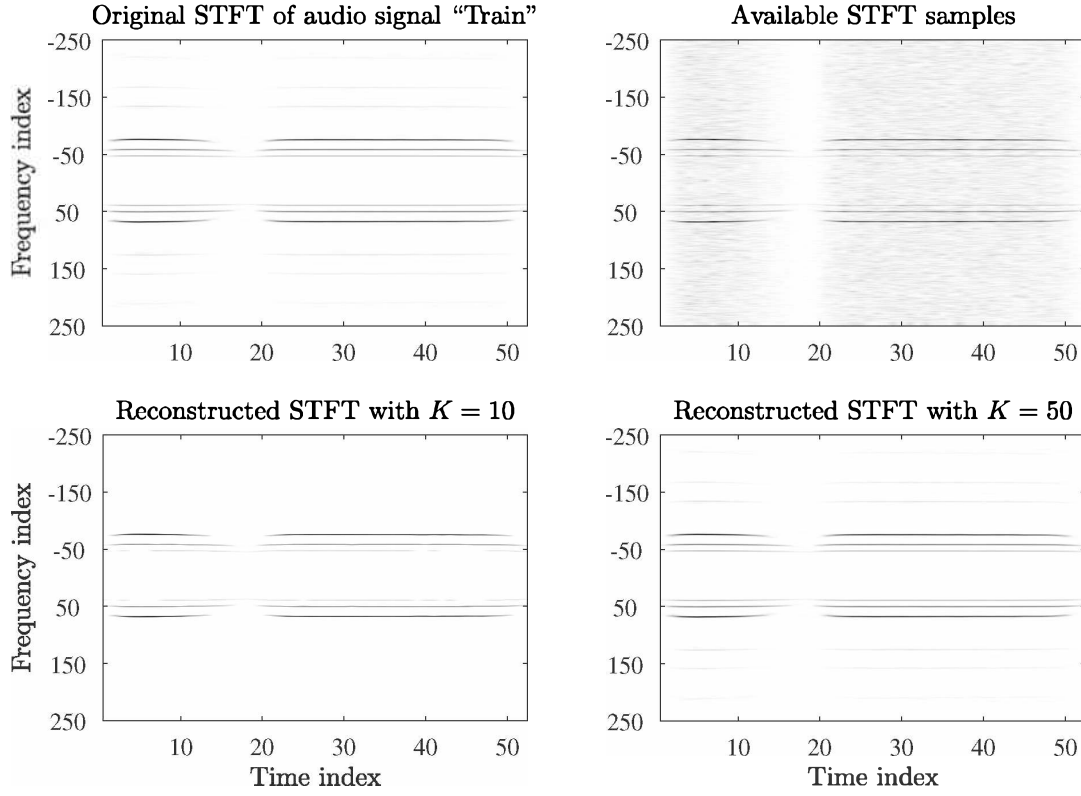 Original STFT of audio signal “Train”
Frequency index
-250
-150
-50
50
150
250
10 20 30 40 50
Available STFT samples
-250
-150
-50
50
150
250
10 20 30 40 50
Reconstructed STFT with K = 10
Frequency index
-250
-150
-50
50
150
250
10 20 30 40 50
Time index
Reconstructed STFT with K = 50
-250
-150
-50
50
150
250
10 20 30 40 50
Time index